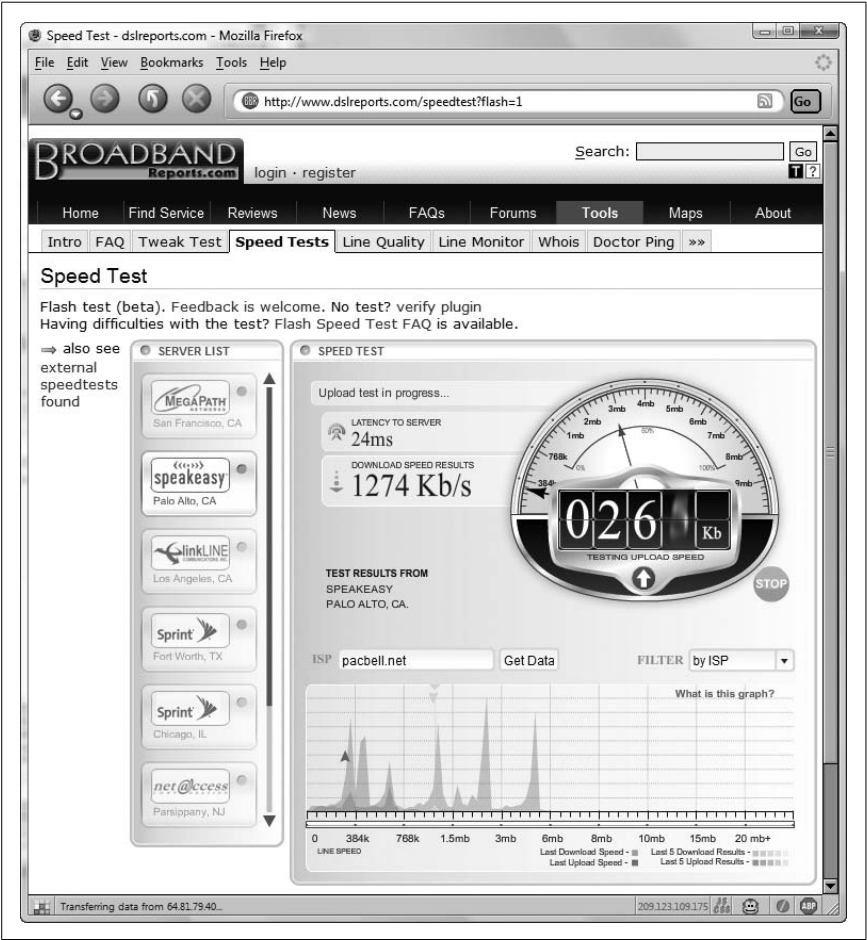 Speed Test - dslreports.com - Mozilla Firefox
File Edit View Bookmarks Tools Help
http://www.dslreports.com/speedtest?flash=1
Go
BROADBAND
Reports.com
login · register
Search:
Go
T ?
Home Find Service Reviews News FAQs Forums Tools Maps About
Intro FAQ Tweak Test Speed Tests Line Quality Line Monitor Whois Doctor Ping »»
Speed Test
Flash test (beta). Feedback is welcome. No test? verify plugin
Having difficulties with the test? Flash Speed Test FAQ is available.
⇒ also see
external
speedtests
found
SERVER LIST
MEGAPATH
NETWORKS
San Francisco, CA
speakeasy
Palo Alto, CA
linkLINE
Los Angeles, CA
Sprint
Fort Worth, TX
Sprint
Chicago, IL
net@ccess
Parsippany, NJ
SPEED TEST
Upload test in progress...
LATENCY TO SERVER
24ms
DOWNLOAD SPEED RESULTS
1274 Kb/s
384k 768k 1mb 2mb 3mb 4mb 5mb 6mb 7mb 8mb 9mb
0% 50% 100%
026 Kb
TESTING UPLOAD SPEED
STOP
TEST RESULTS FROM
SPEAKEASY
PALO ALTO, CA.
ISP pacbell.net Get Data FILTER by ISP
What is this graph?
0 384k 768k 1.5mb 3mb 6mb 8mb 10mb 15mb 20 mb+
LINE SPEED
Last Download Speed - Last 5 Download Results -
Last Upload Speed - Last 5 Upload Results -
Transferring data from 64.81.79.40...
209.123.109.175
JS
CSS
ABP